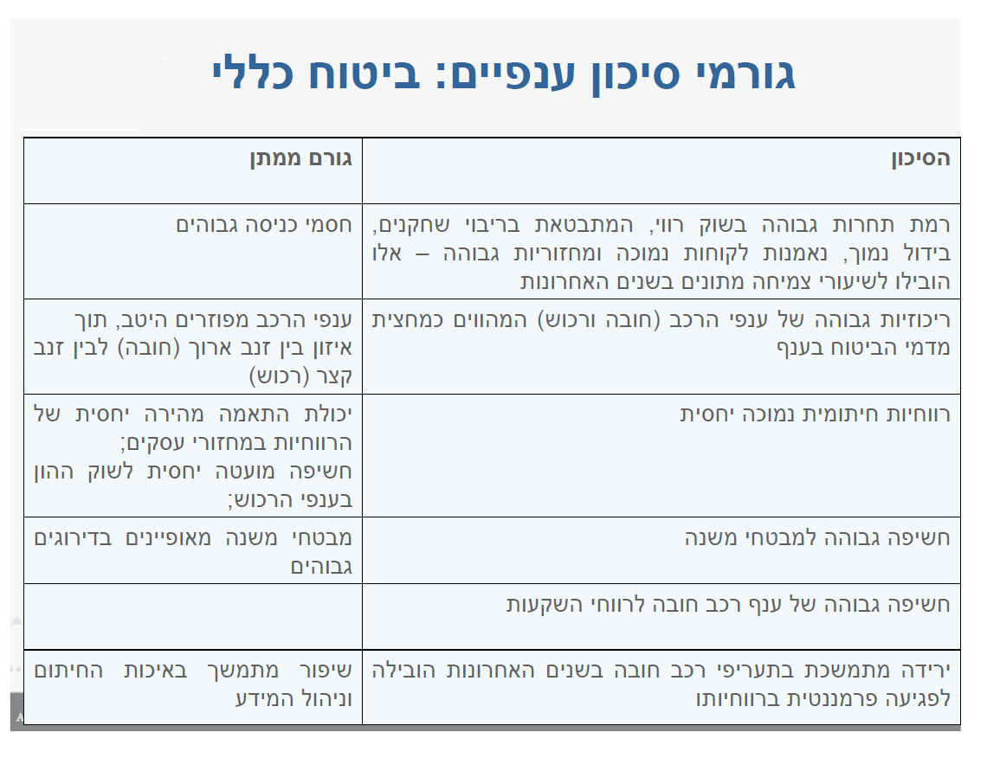 גורמי סיכון ענפיים: ביטוח כללי
הסיכון
גורם ממתן
רמת תחרות גבוהה בשוק רווי, המתבטאת בריבוי שחקנים,
בידול נמוך, נאמנות לקוחות נמוכה ומחזוריות גבוהה – אלו
הובילו לשיעורי צמיחה מתונים בשנים האחרונות
חסמי כניסה גבוהים
ריכוזיות גבוהה של ענפי הרכב (חובה ורכוש) המהווים כמחצית
מדמי הביטוח בענף
ענפי הרכב מפוזרים היטב, תוך
איזון בין זנב ארוך (חובה) לבין זנב
קצר (רכוש)
רווחיות חיתומית נמוכה יחסית
יכולת התאמה מהירה יחסית של
הרווחיות במחזורי עסקים;
חשיפה מועטה יחסית לשוק ההון
בענפי הרכוש;
חשיפה גבוהה למבטחי משנה
מבטחי משנה מאופיינים בדירוגים
גבוהים
חשיפה גבוהה של ענף רכב חובה לרווחי השקעות
ירידה מתמשכת בתעריפי רכב חובה בשנים האחרונות הובילה
לפגיעה פרמננטית ברווחיותו
שיפור מתמשך באיכות החיתום
וניהול המידע